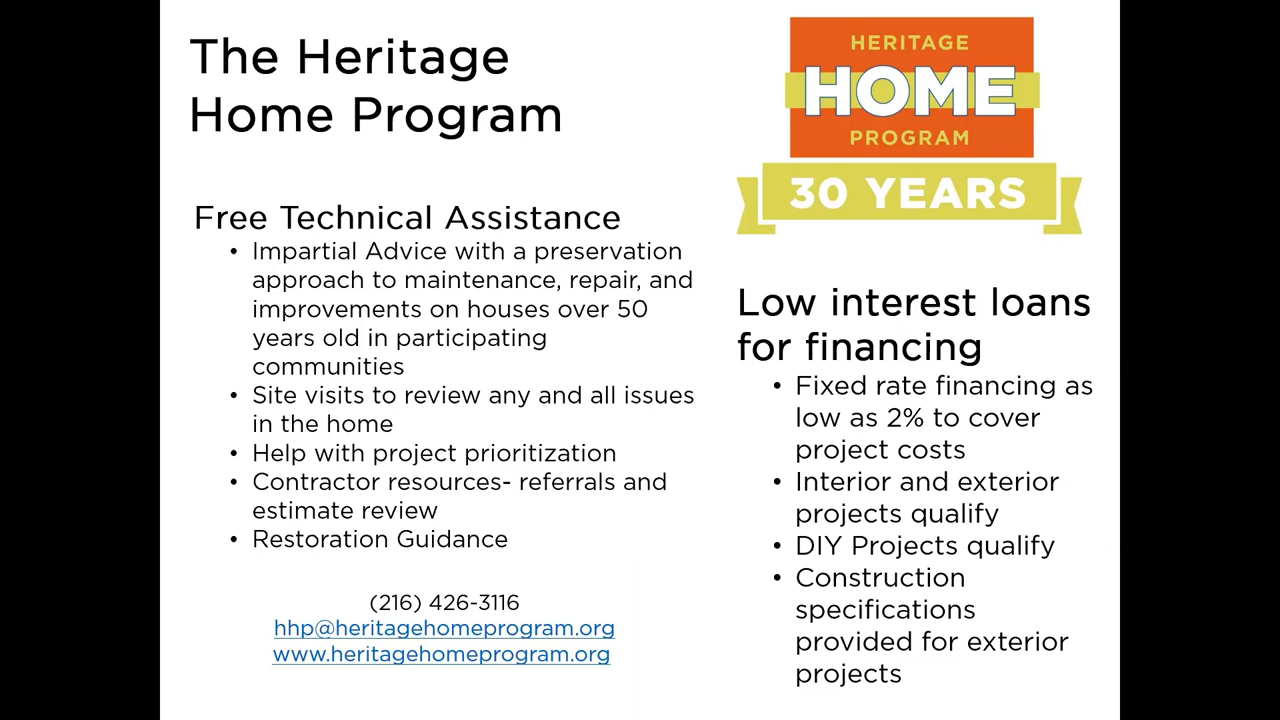 The Heritage
Home Program
Free Technical Assistance
• Impartial Advice with a preservation
approach to maintenance, repair, and
improvements on houses over 50
years old in participating
communities
• Site visits to review any and all issues
in the home
• Help with project prioritization
• Contractor resources- referrals and
estimate review
• Restoration Guidance
(216) 426-3116
hhp@heritagehomeprogram.org
www.heritagehomeprogram.org
HERITAGE
HOME
PROGRAM
30 YEARS
Low interest loans
for financing
• Fixed rate financing as
low as 2% to cover
project costs
• Interior and exterior
projects qualify
• DIY Projects qualify
• Construction
specifications
provided for exterior
projects